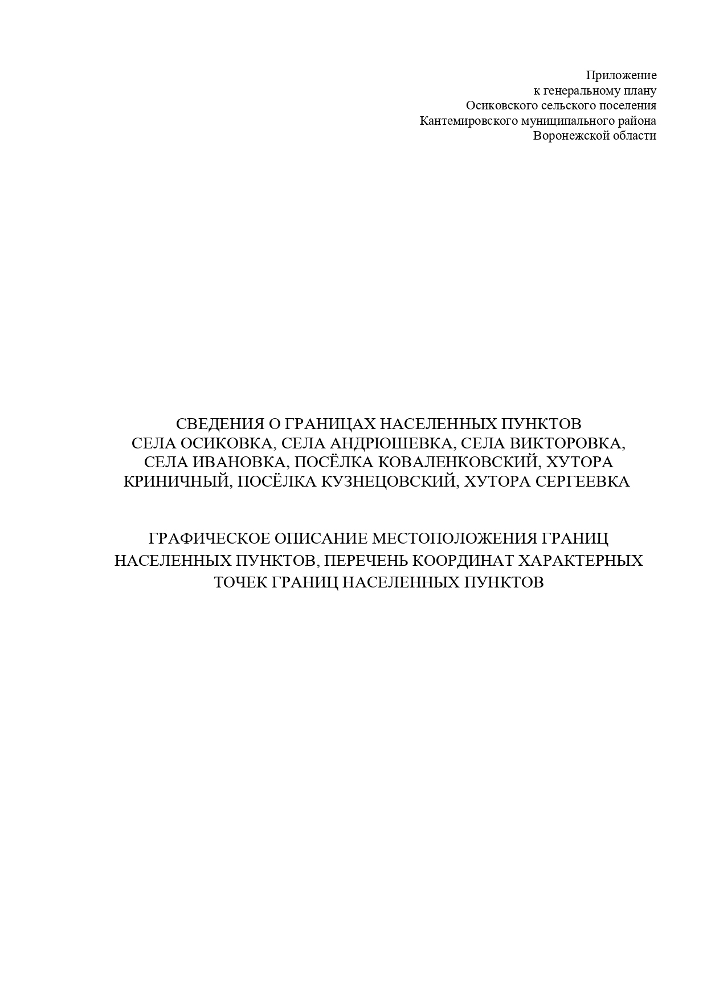 Приложение
к генеральному плану
Осиковского сельского поселения
Кантемировского муниципального района
Воронежской области
СВЕДЕНИЯ О ГРАНИЦАХ НАСЕЛЕННЫХ ПУНКТОВ
СЕЛА ОСИКОВКА, СЕЛА АНДРЮШЕВКА, СЕЛА ВИКТОРОВКА,
СЕЛА ИВАНОВКА, ПОСЁЛКА КОВАЛЕНКОВСКИЙ, ХУТОРА
КРИНИЧНЫЙ, ПОСЁЛКА КУЗНЕЦОВСКИЙ, ХУТОРА СЕРГЕЕВКА
ГРАФИЧЕСКОЕ ОПИСАНИЕ МЕСТОПОЛОЖЕНИЯ ГРАНИЦ
НАСЕЛЕННЫХ ПУНКТОВ, ПЕРЕЧЕНЬ КООРДИНАТ ХАРАКТЕРНЫХ
ТОЧЕК ГРАНИЦ НАСЕЛЕННЫХ ПУНКТОВ